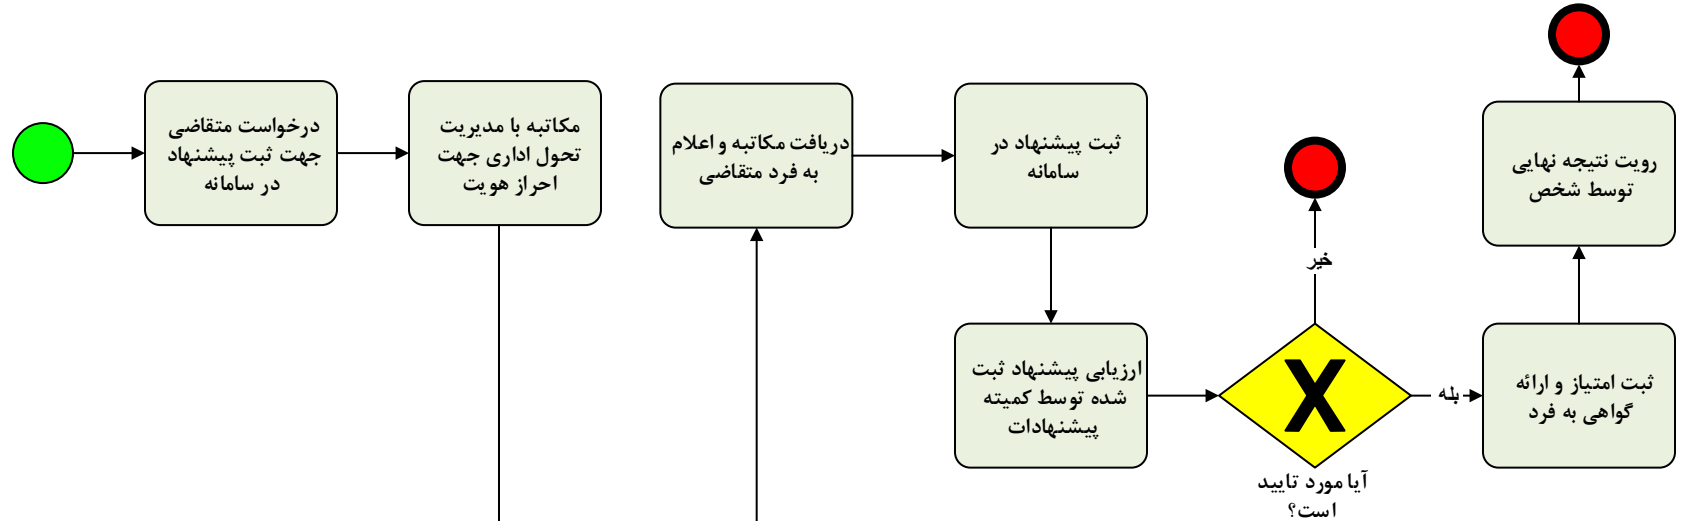 درخواست متقاضی
جهت ثبت پیشنهاد
در سامانه
مکاتبه با مدیریت
تحول اداری جهت
احراز هویت
دریافت مکاتبه و اعلام
به فرد متقاضی
ثبت پیشنهاد در
سامانه
ارزیابی پیشنهاد ثبت
شده توسط کمیته
پیشنهادات
X
آیا مورد تایید
است؟
خیر
بله
ثبت امتیاز و ارائه
گواهی به فرد
رویت نتیجه نهایی
توسط شخص